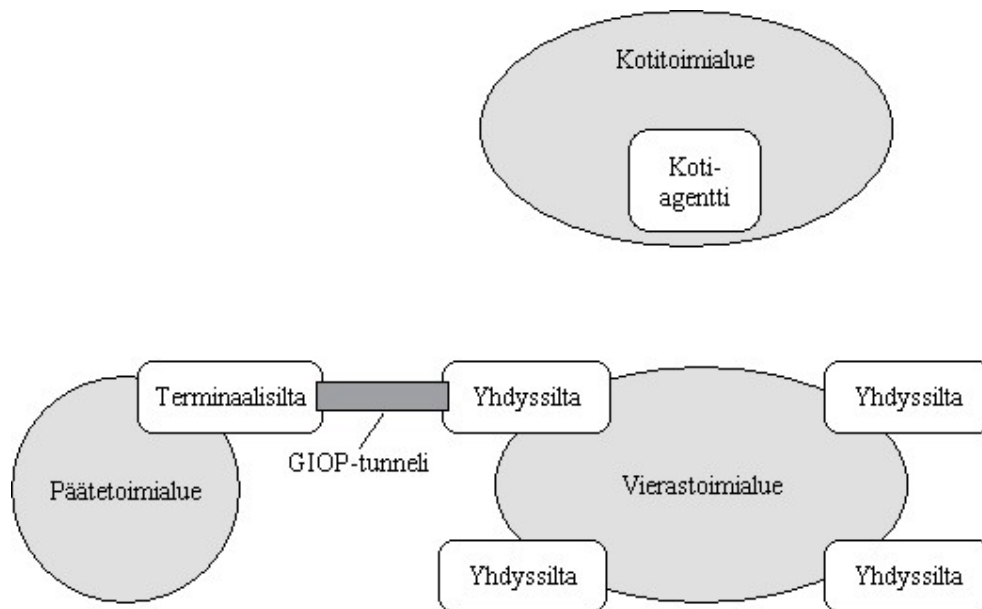 Kotitoimialue
Koti-
agentti
Terminaalisilta
Yhdyssilta
Yhdyssilta
GIOP-tunneli
Päätetoimialue
Vierastoimialue
Yhdyssilta
Yhdyssilta